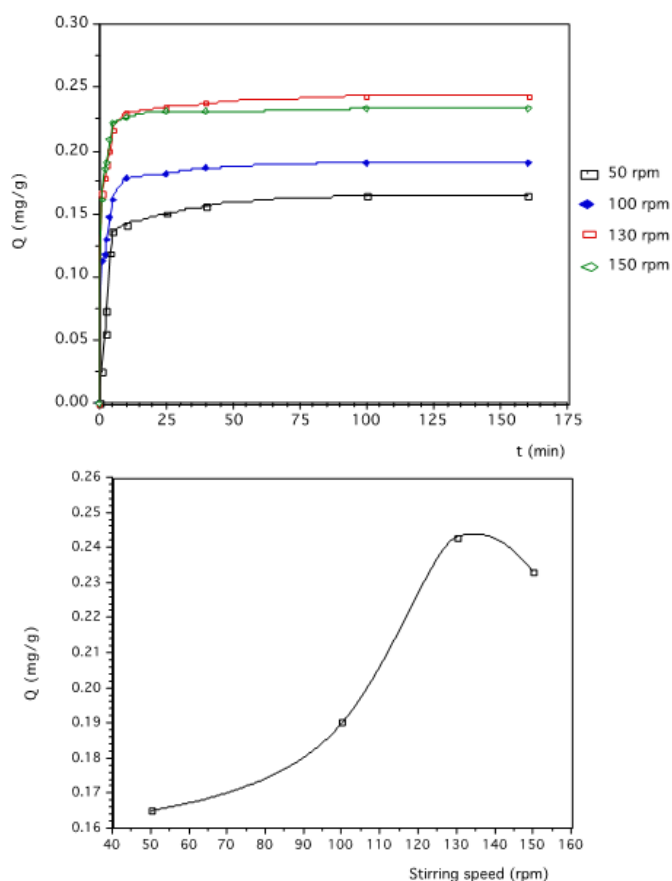 0.30
0.25
0.20
0.15
0.10
0.05
0.00
Q (mg/g)
0 25 50 75 100 125 150 175
t (min)
50 rpm
100 rpm
130 rpm
150 rpm
0.26
0.25
0.24
0.23
0.22
0.21
0.20
0.19
0.18
0.17
0.16
Q (mg/g)
40 50 60 70 80 90 100 110 120 130 140 150 160
Stirring speed (rpm)